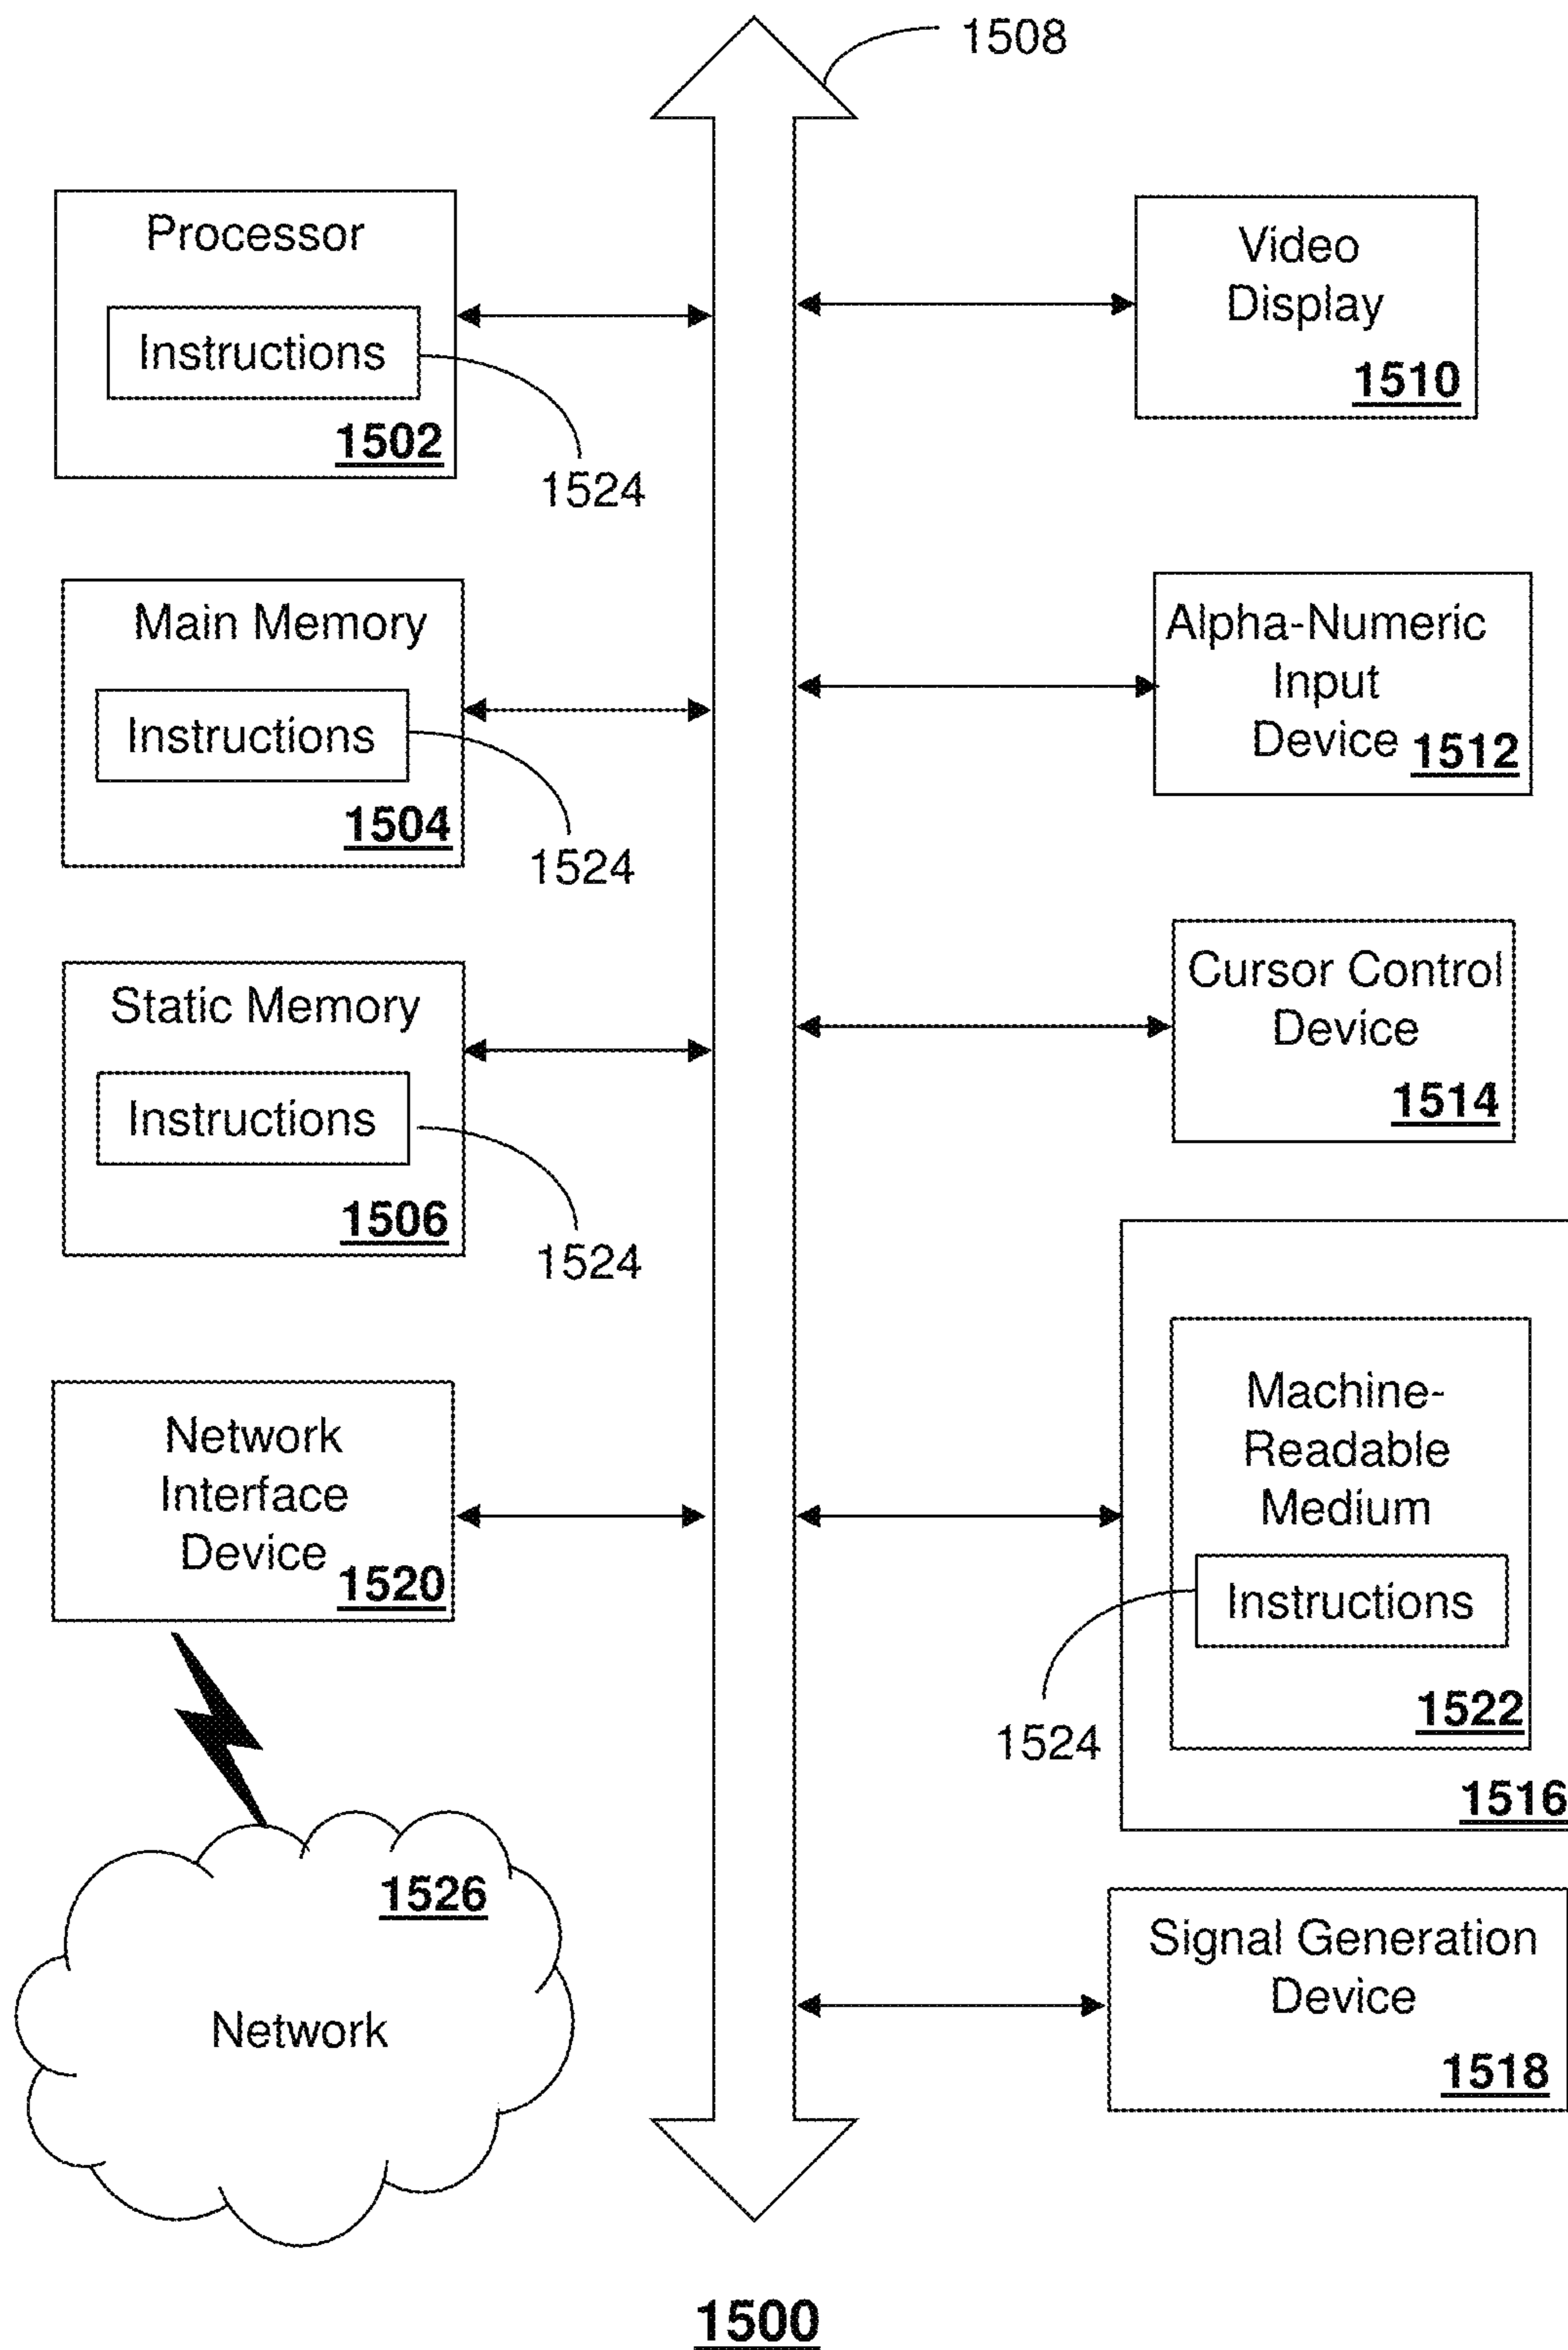 1508
Processor
Instructions
1502
1524
Main Memory
Instructions
1504
1524
Static Memory
Instructions
1506
1524
Network
Interface
Device
1520
1526
Network
Video
Display
1510
Alpha-Numeric
Input
Device
1512
Cursor Control
Device
1514
Machine-
Readable
Medium
Instructions
1522
1524
1516
Signal Generation
Device
1518
1500